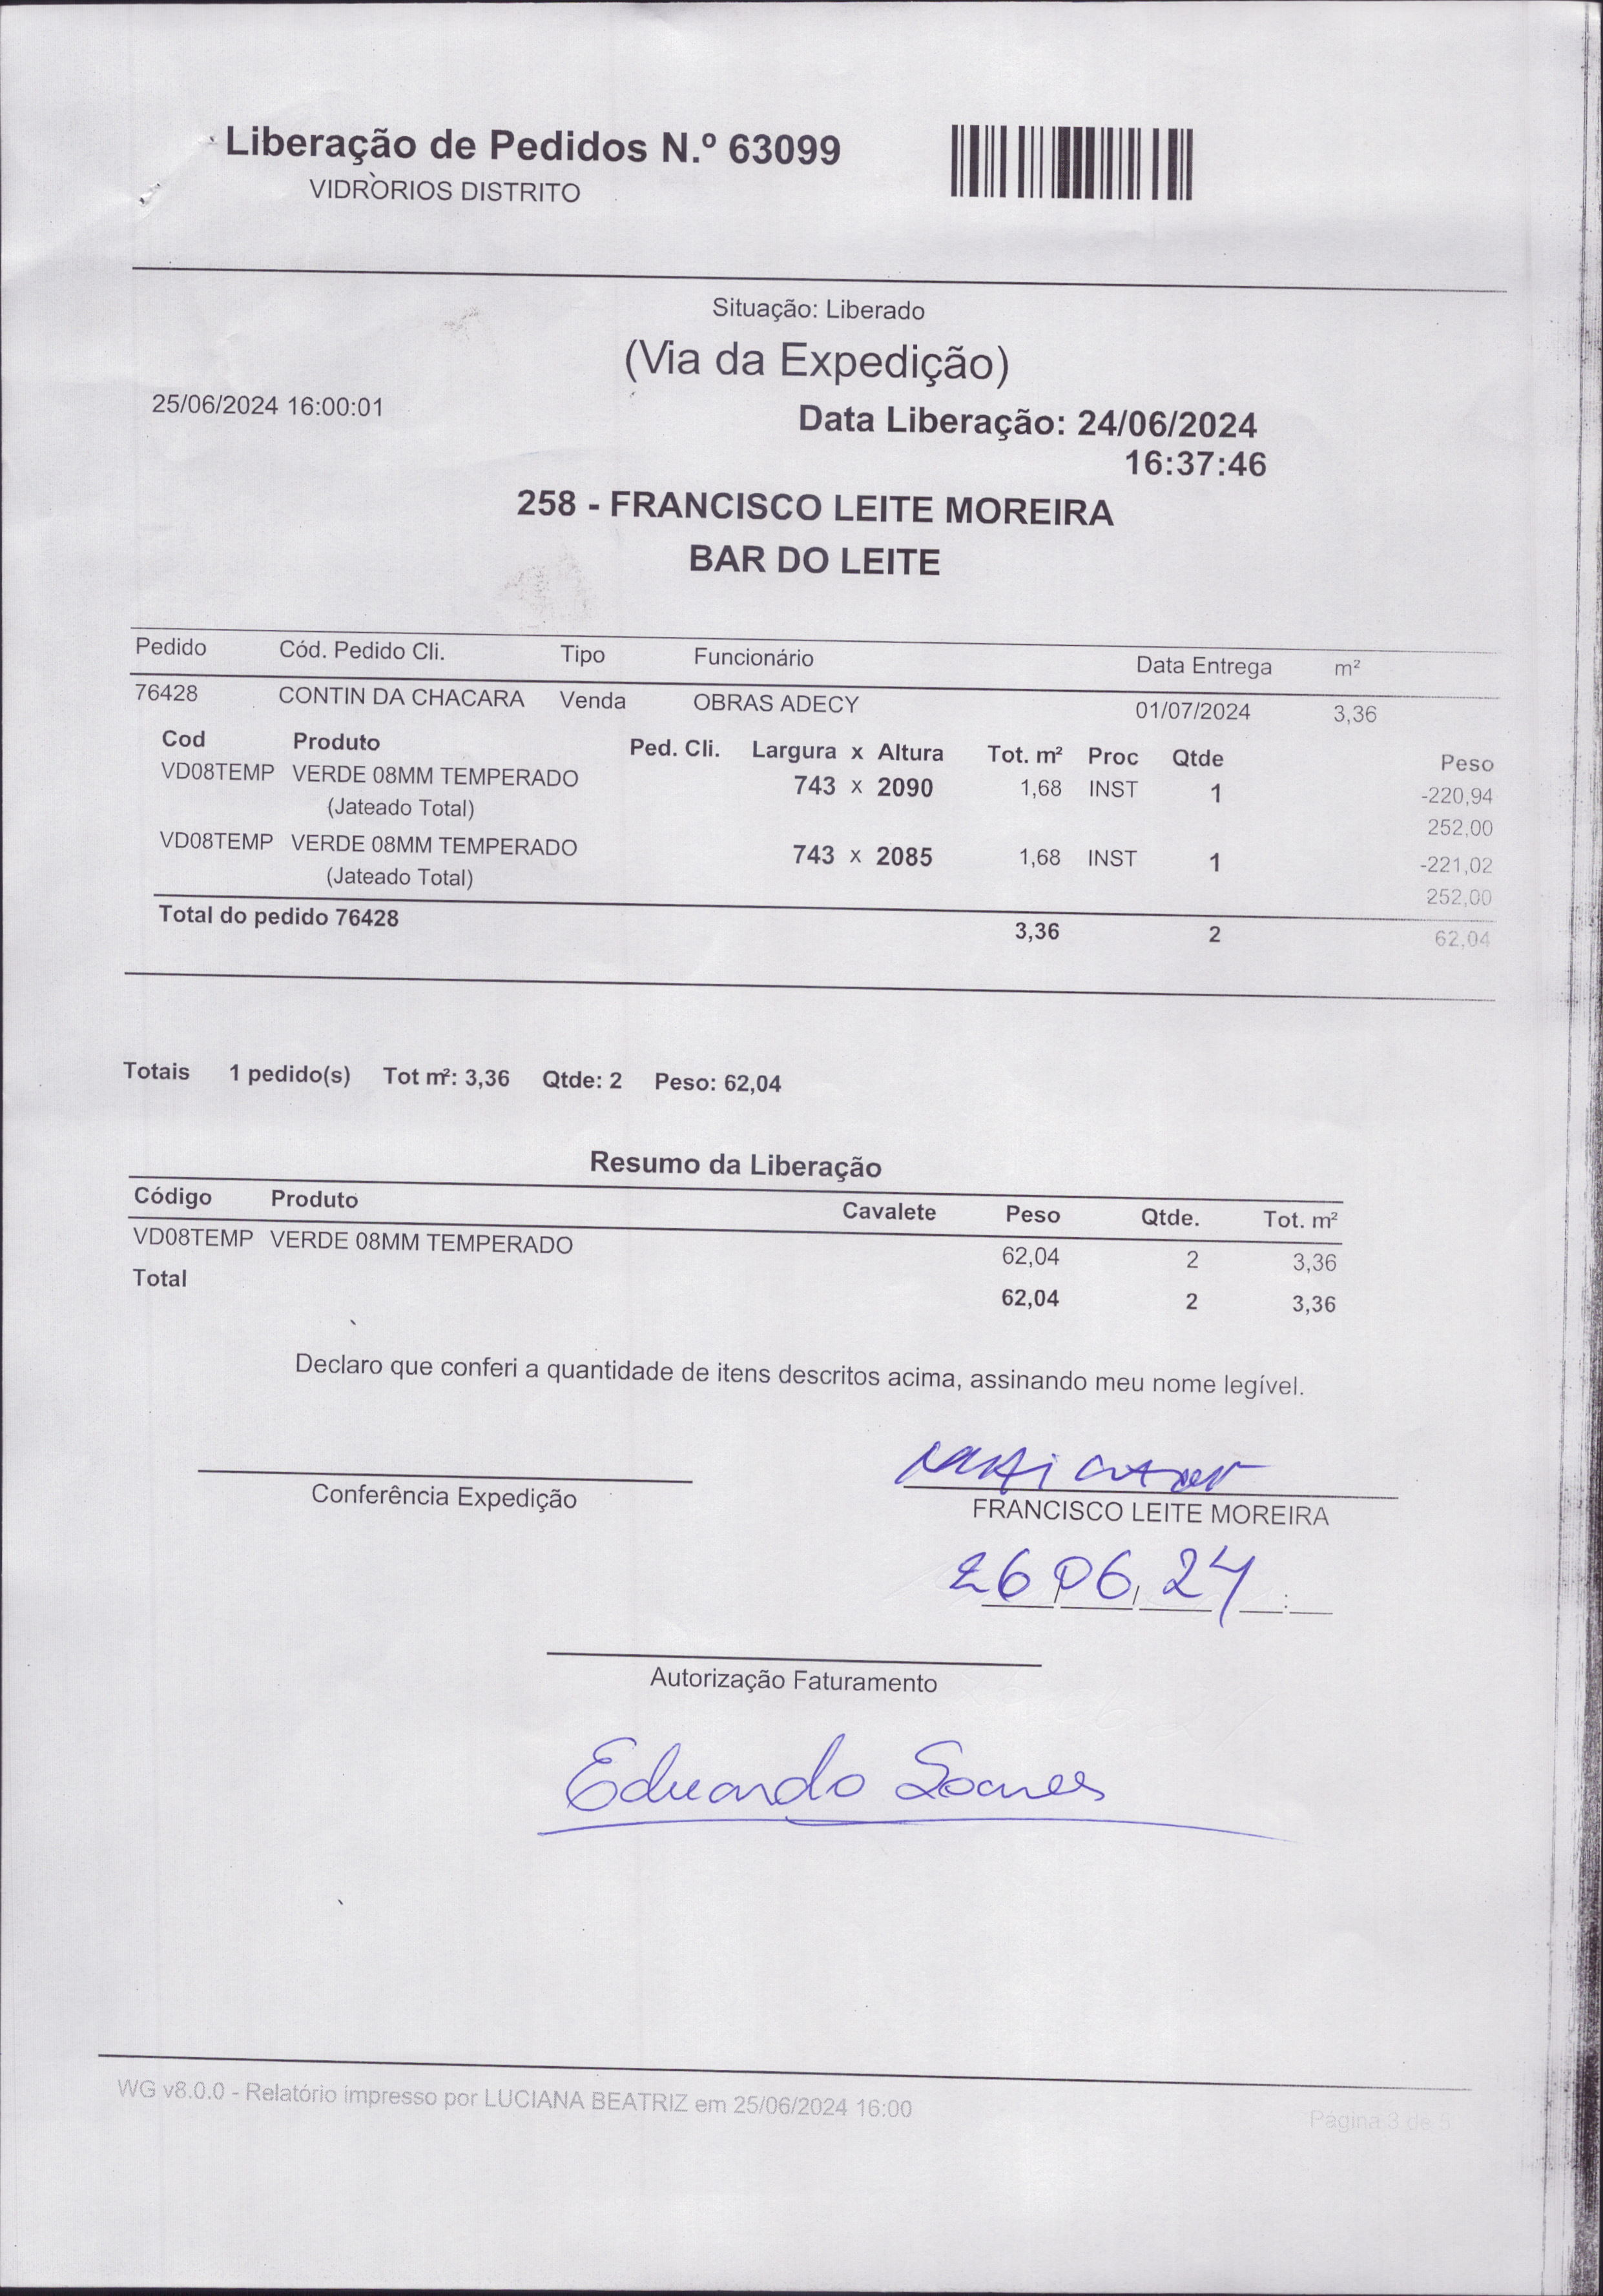 Liberação de Pedidos N.º 63099
VIDRORIOS DISTRITO
Situação: Liberado
(Via da Expedição)
25/06/2024 16:00:01
Data Liberação: 24/06/2024
16:37:46
258 - FRANCISCO LEITE MOREIRA
BAR DO LEITE
Pedido Cód. Pedido Cli. Tipo Funcionário Data Entrega m²
76428 CONTIN DA CHACARA Venda OBRAS ADECY 01/07/2024 3,36
Cod Produto Ped. Cli. Largura x Altura Tot. m² Proc Qtde Peso
VD08TEMP VERDE 08MM TEMPERADO 743 x 2090 1,68 INST 1 -220,94
(Jateado Total) 252,00
VD08TEMP VERDE 08MM TEMPERADO 743 x 2085 1,68 INST 1 -221,02
(Jateado Total) 252,00
Total do pedido 76428 3,36 2 62,04
Totais 1 pedido(s) Tot m²: 3,36 Qtde: 2 Peso: 62,04
Resumo da Liberação
Código Produto Cavalete Peso Qtde. Tot. m²
VD08TEMP VERDE 08MM TEMPERADO 62,04 2 3,36
Total 62,04 2 3,36
Declaro que conferi a quantidade de itens descritos acima, assinando meu nome legível.
Conferência Expedição
FRANCISCO LEITE MOREIRA
26 06 24
Autorização Faturamento
Eduardo Soares
WG v8.0.0 - Relatório impresso por LUCIANA BEATRIZ em 25/06/2024 16:00
Página 3 de 5